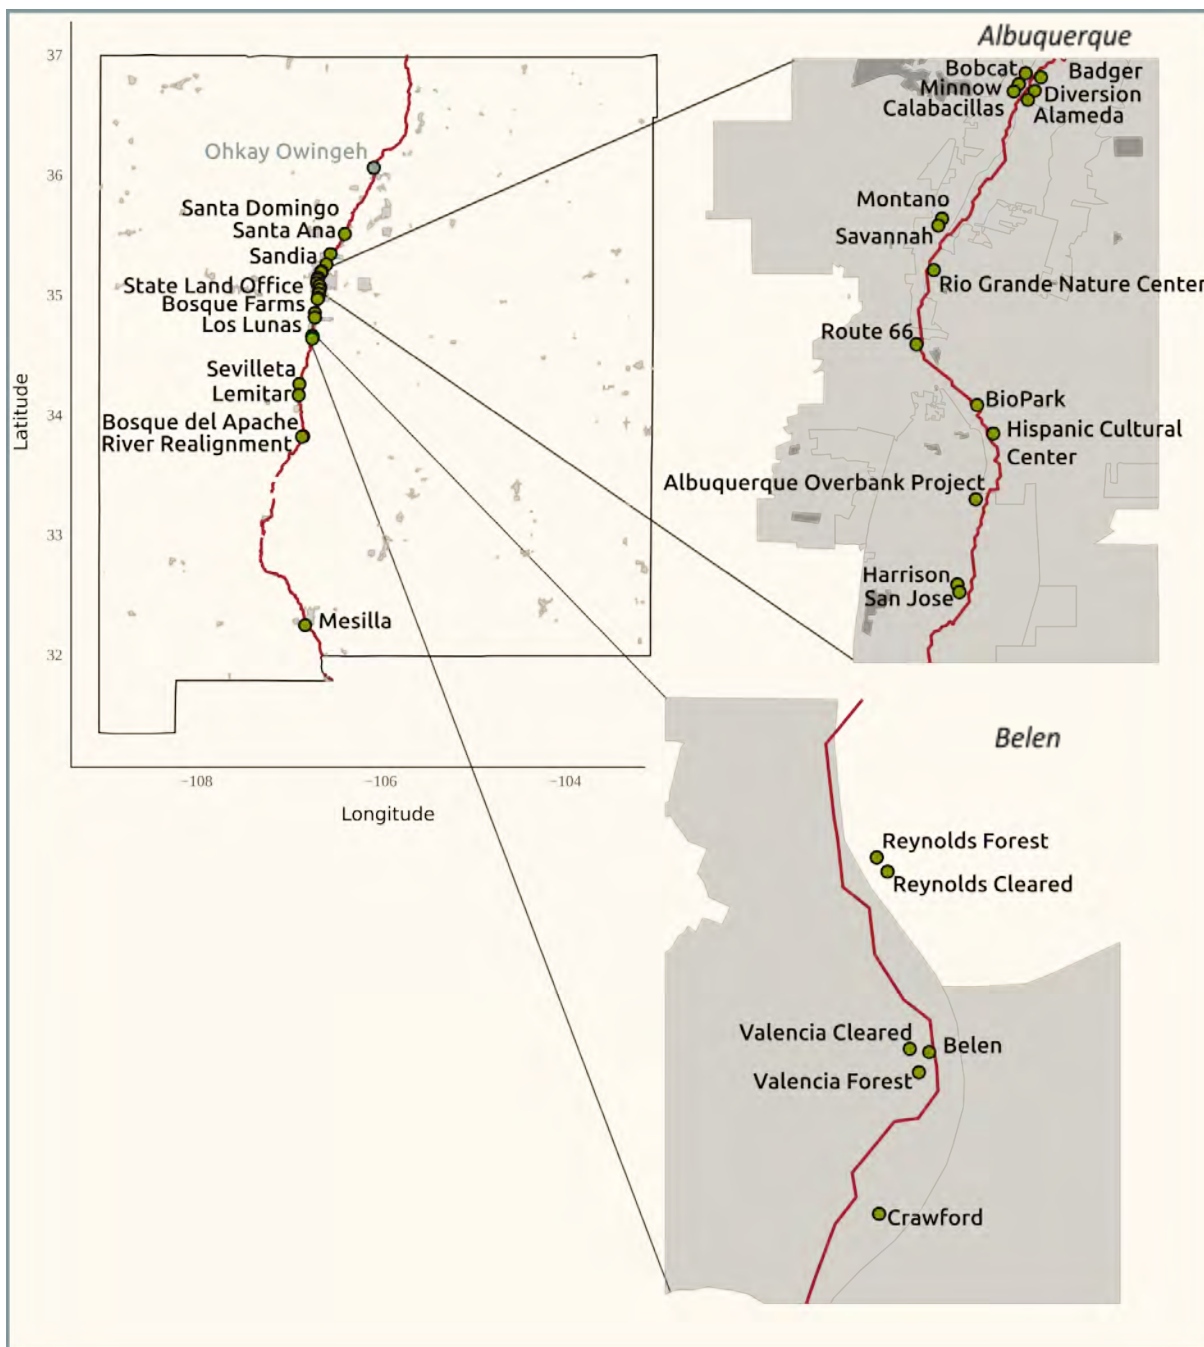 37
36
35
34
33
32
Latitude
−108
−106
−104
Longitude
Ohkay Owingeh
Santa Domingo
Santa Ana
Sandia
State Land Office
Bosque Farms
Los Lunas
Sevilleta
Lemitar
Bosque del Apache
River Realignment
Mesilla
Albuquerque
Bobcat
Badger
Minnow
Diversion
Calabacillas
Alameda
Montano
Savannah
Rio Grande Nature Center
Route 66
BioPark
Hispanic Cultural
Center
Albuquerque Overbank Project
Harrison
San Jose
Belen
Reynolds Forest
Reynolds Cleared
Valencia Cleared
Belen
Valencia Forest
Crawford